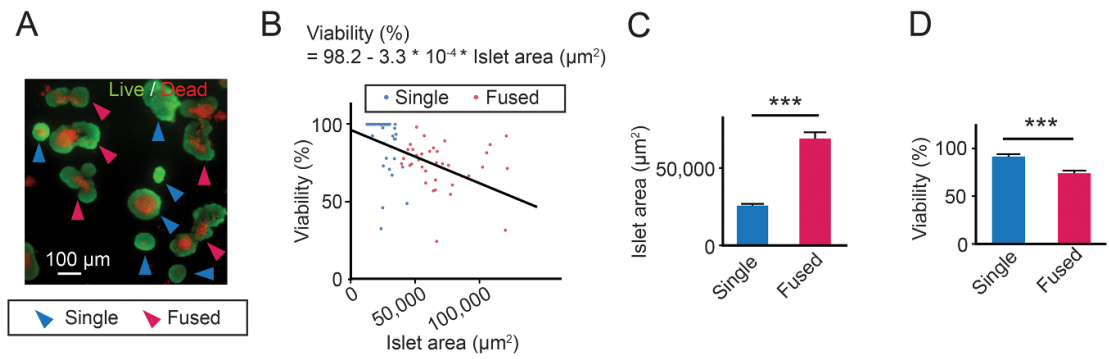 A
Live / Dead
100 µm
Single Fused
B
Viability (%)
= 98.2 - 3.3 * 10-4 * Islet area (µm2)
Single Fused
Viability (%)
100
50
0
0 50,000 100,000
Islet area (µm2)
C
***
Islet area (µm2)
50,000
0
Single Fused
D
***
Viability (%)
100
50
0
Single Fused